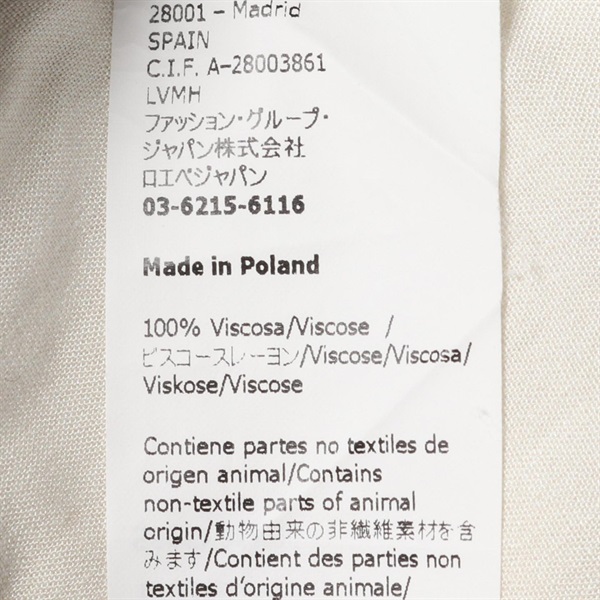 28001 – Madrid
SPAIN
C.I.F. A-28003861
LVMH
ファッション・グループ・
ジャパン株式会社
ロエベジャパン
03-6215-6116
Made in Poland
100% Viscosa/Viscose /
ビスコースレーヨン/Viscose/Viscosa/
Viskose/Viscose
Contiene partes no textiles de
origen animal/Contains
non-textile parts of animal
origin/動物由来の非繊維素材を含
みます/Contient des parties non
textiles d’origine animale/